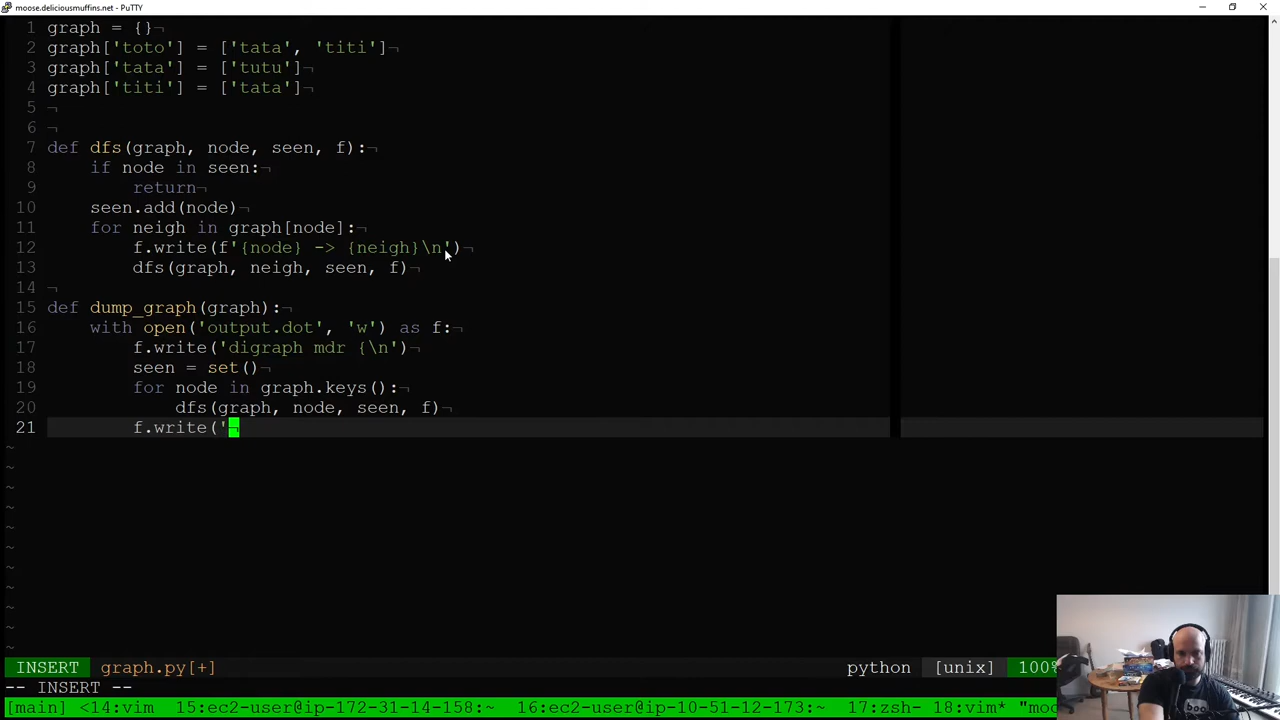 moose.deliciousmuffins.net - PuTTY
1 graph = {}¬
2 graph['toto'] = ['tata', 'titi']¬
3 graph['tata'] = ['tutu']¬
4 graph['titi'] = ['tata']¬
5 ¬
6 ¬
7 def dfs(graph, node, seen, f):¬
8     if node in seen:¬
9         return¬
10     seen.add(node)¬
11     for neigh in graph[node]:¬
12         f.write(f'{node} -> {neigh}\n')¬
13         dfs(graph, neigh, seen, f)¬
14 ¬
15 def dump_graph(graph):¬
16     with open('output.dot', 'w') as f:¬
17         f.write('digraph mdr {\n')¬
18         seen = set()¬
19         for node in graph.keys():¬
20             dfs(graph, node, seen, f)¬
21         f.write('¬
~
~
~
~
~
~
~
~
~
~
~
INSERT graph.py[+] python [unix] 100%
-- INSERT --
[main] <14:vim 15:ec2-user@ip-172-31-14-158:~ 16:ec2-user@ip-10-51-12-173:~ 17:zsh- 18:vim* "moo